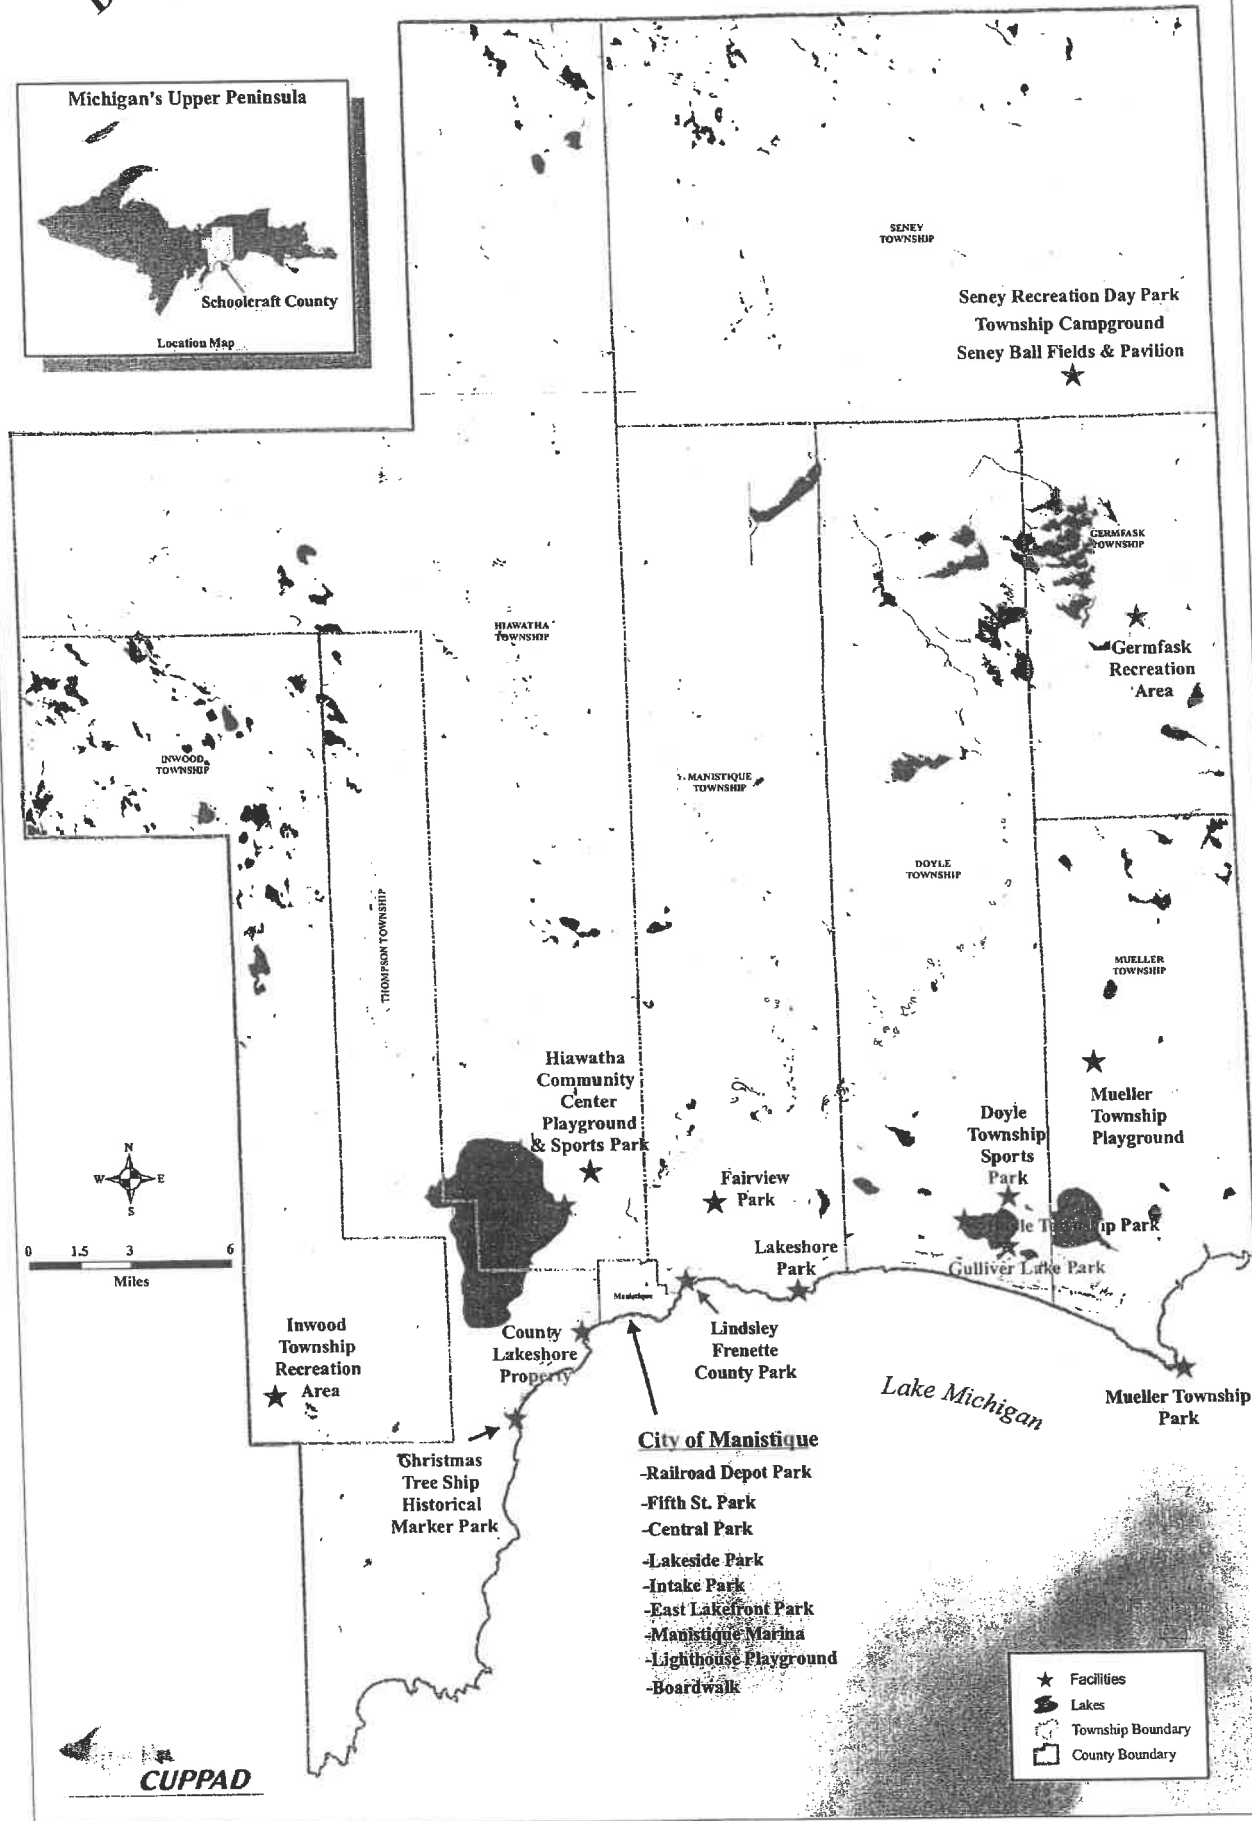 Michigan's Upper Peninsula
Schoolcraft County
Location Map
SENEY
TOWNSHIP
Seney Recreation Day Park
Township Campground
Seney Ball Fields & Pavilion
GERMFASK
TOWNSHIP
Germfask
Recreation
Area
HIAWATHA
TOWNSHIP
INWOOD
TOWNSHIP
MANISTIQUE
TOWNSHIP
DOYLE
TOWNSHIP
THOMPSON TOWNSHIP
MUELLER
TOWNSHIP
Hiawatha
Community
Center
Playground
& Sports Park
Mueller
Township
Playground
Doyle
Township
Sports
Park
Fairview
Park
Township Park
Gulliver Lake Park
Lakeshore
Park
N
W E
S
0 1.5 3 6
Miles
Manistique
Inwood
Township
Recreation
Area
County
Lakeshore
Property
Lindsley
Frenette
County Park
Lake Michigan
Mueller Township
Park
Christmas
Tree Ship
Historical
Marker Park
City of Manistique
-Railroad Depot Park
-Fifth St. Park
-Central Park
-Lakeside Park
-Intake Park
-East Lakefront Park
-Manistique Marina
-Lighthouse Playground
-Boardwalk
Facilities
Lakes
Township Boundary
County Boundary
CUPPAD